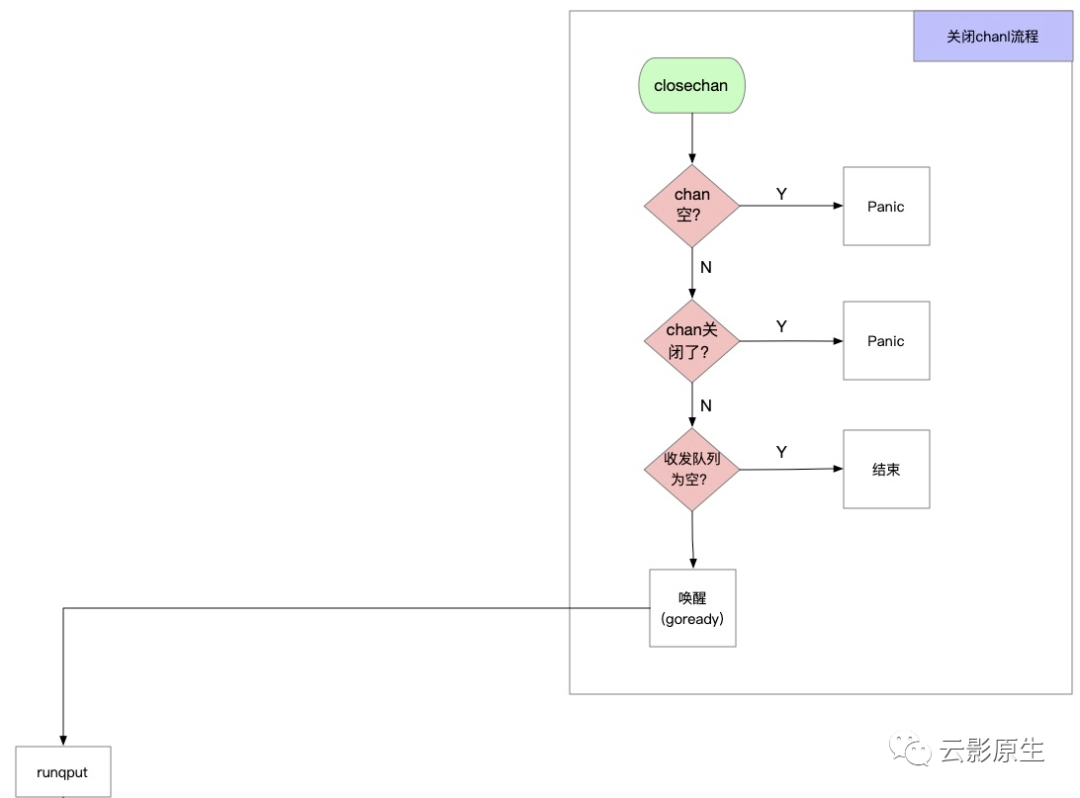 关闭chanl流程
closechan
chan
空?
Y
Panic
N
chan关
闭了?
Y
Panic
N
收发队列
为空?
Y
结束
唤醒
(goready)
runqput
云影原生